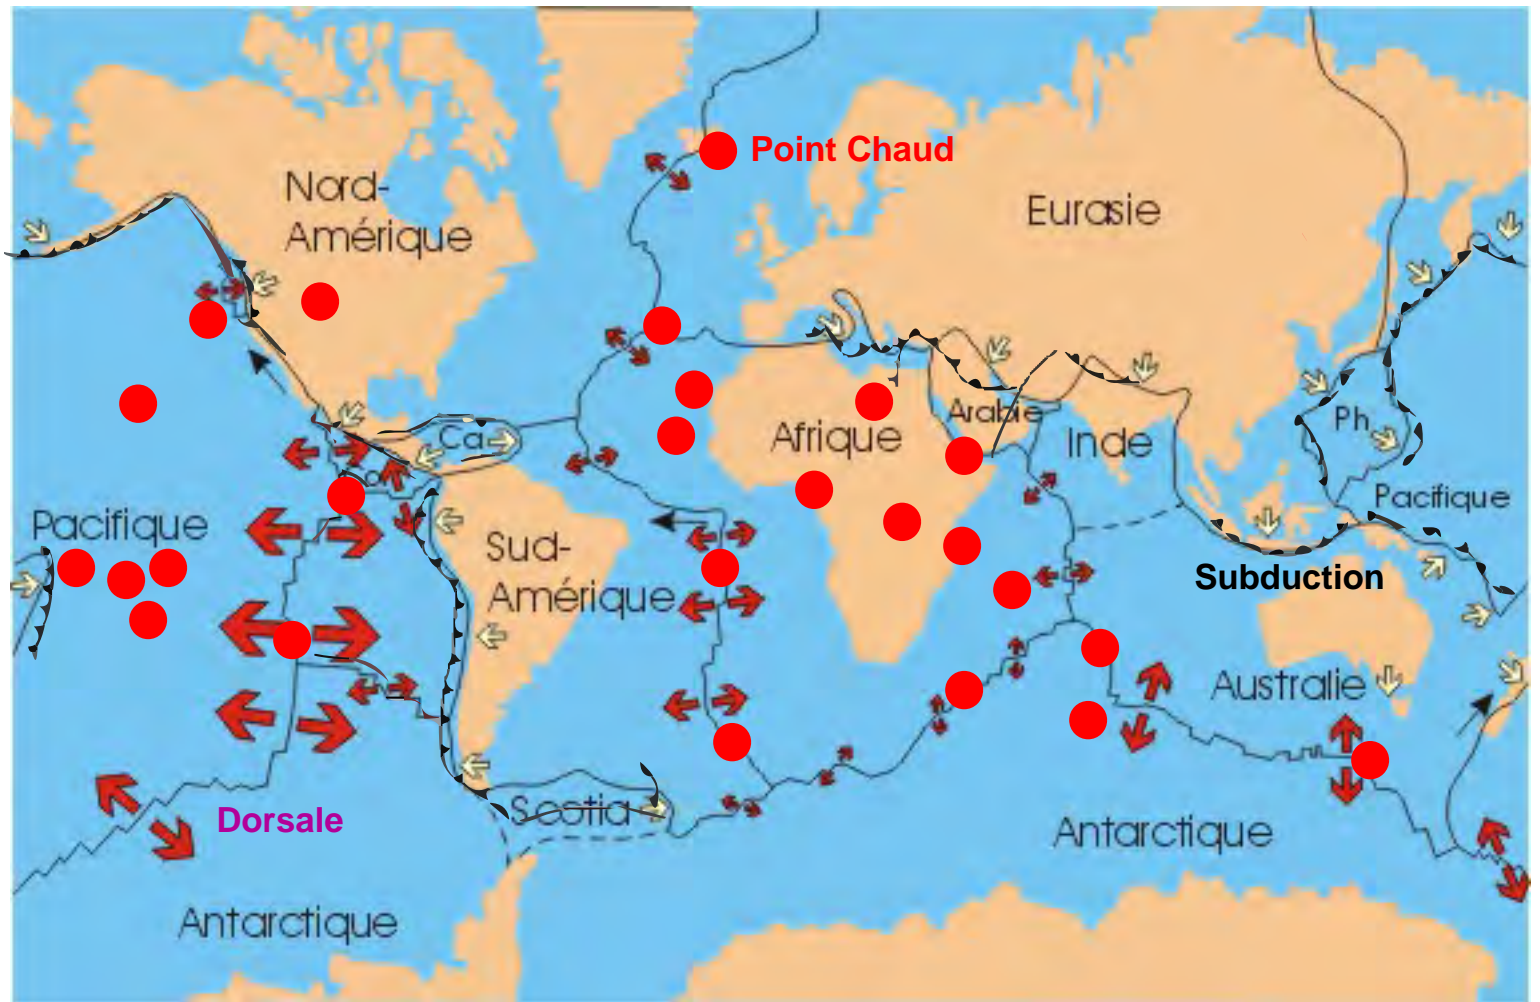 Point Chaud
Nord-
Amérique
Eurasie
Ca
Afrique
Arabie
Inde
Ph
Pacifique
Pacifique
Sud-
Amérique
Subduction
Australie
Dorsale
Scotia
Antarctique
Antarctique